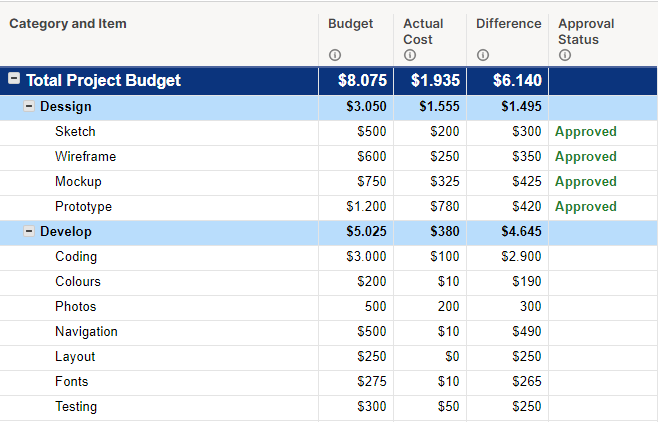 Category and Item Budget Actual Cost Difference Approval Status
Total Project Budget $8.075 $1.935 $6.140
Dessign $3.050 $1.555 $1.495
Sketch $500 $200 $300 Approved
Wireframe $600 $250 $350 Approved
Mockup $750 $325 $425 Approved
Prototype $1.200 $780 $420 Approved
Develop $5.025 $380 $4.645
Coding $3.000 $100 $2.900
Colours $200 $10 $190
Photos 500 200 300
Navigation $500 $10 $490
Layout $250 $0 $250
Fonts $275 $10 $265
Testing $300 $50 $250